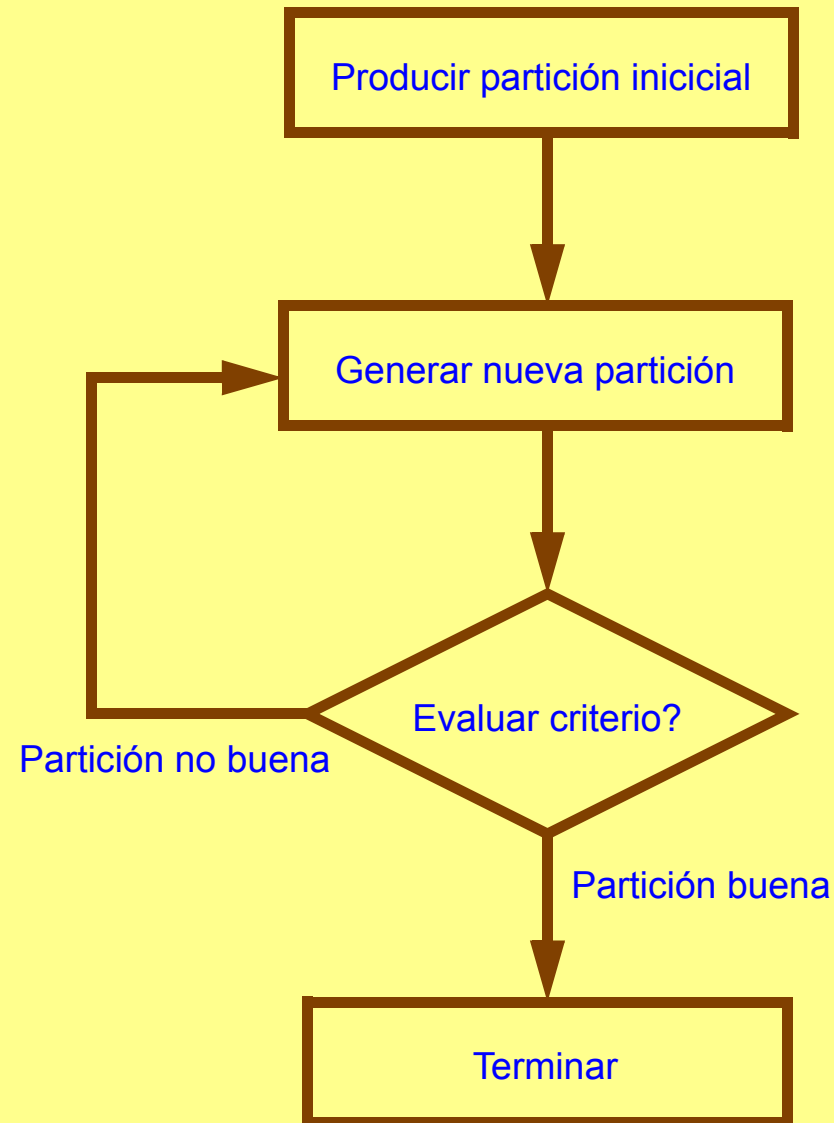 Producir partición inicicial
Generar nueva partición
Evaluar criterio?
Partición no buena
Partición buena
Terminar